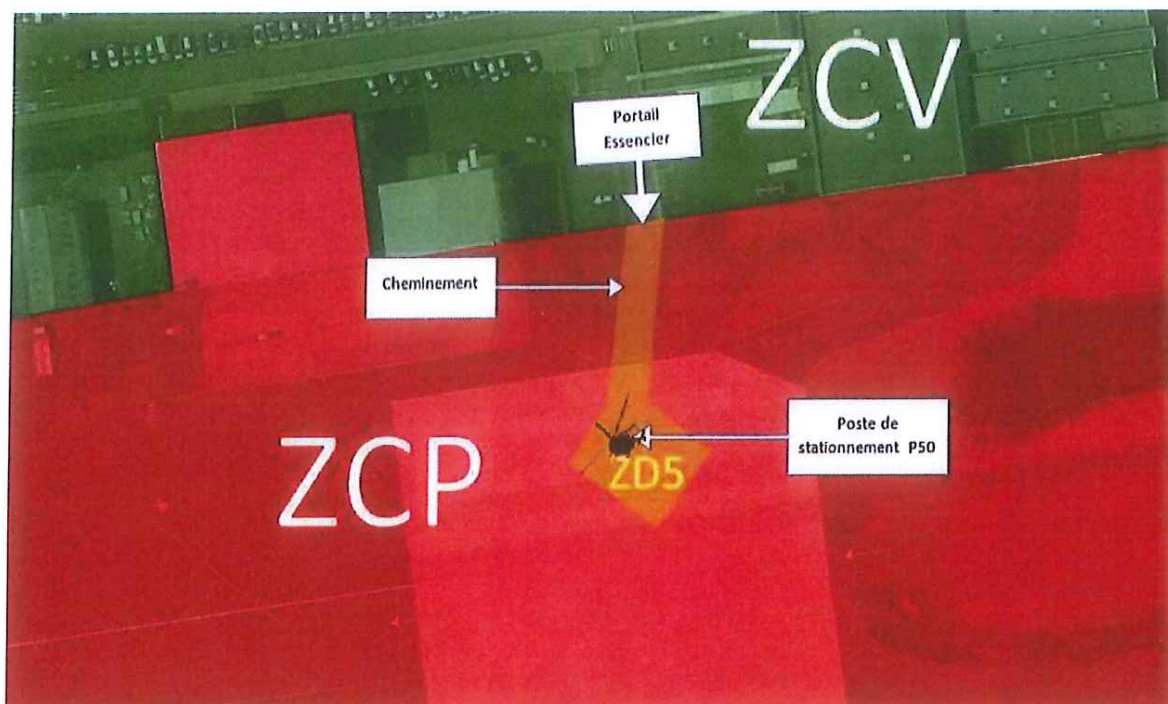 ZCV
Portail
Essencier
Cheminement
Poste de
stationnement P50
ZCP
ZD5